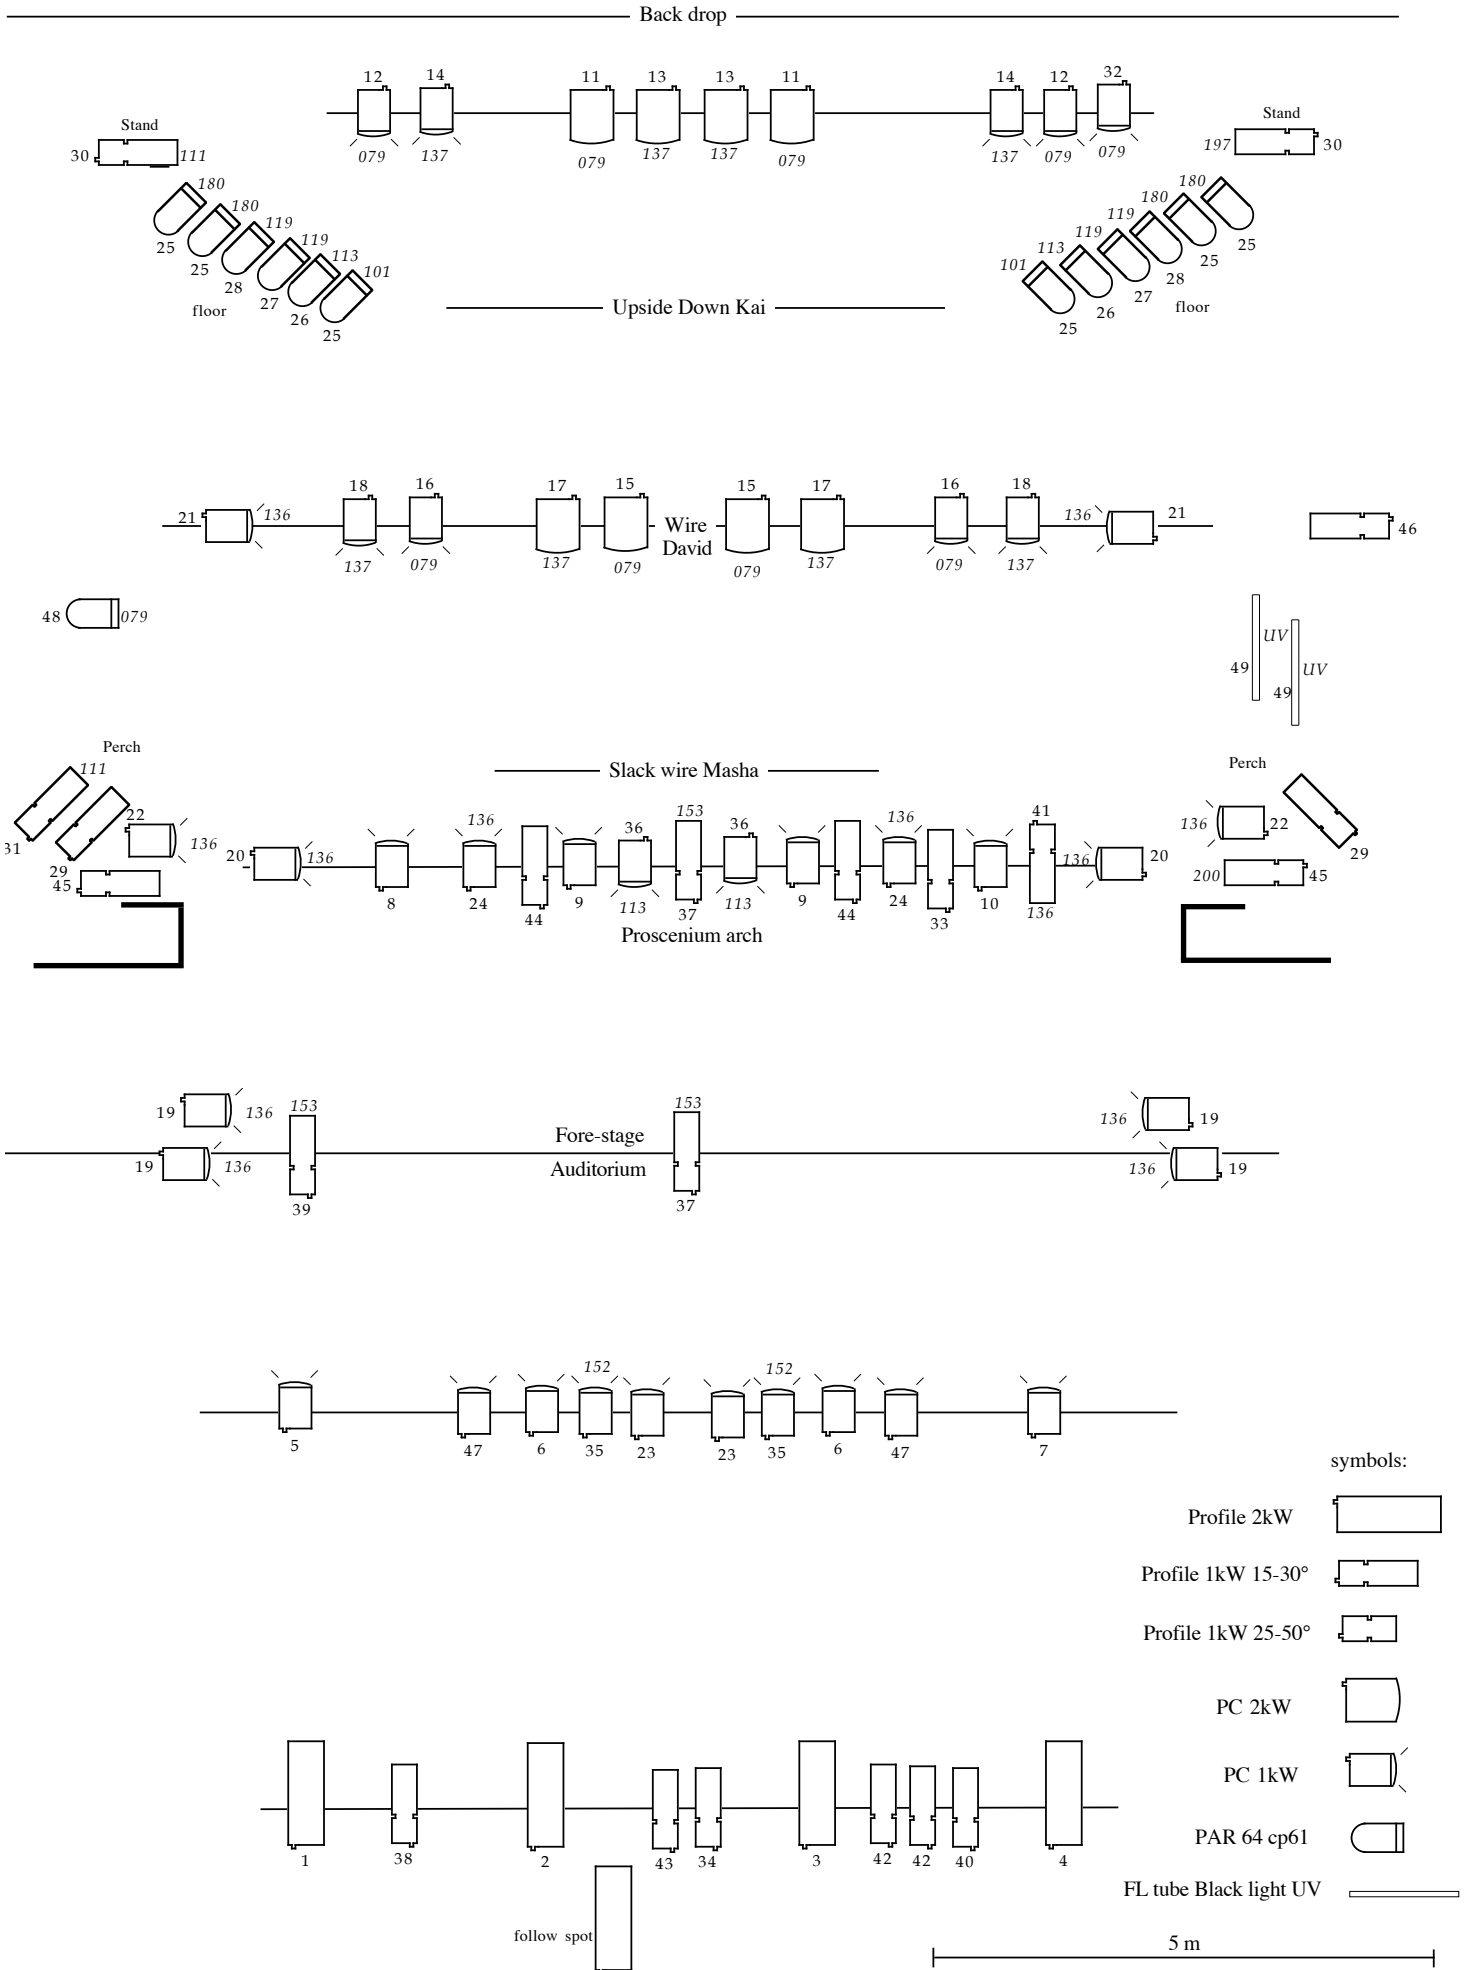 Back drop
12 14 11 13 13 11 14 12 32
Stand Stand
30 111 079 137 079 137 137 079 137 079 079 197 30
180 180 119 119 113 101
25 25 28 27 26 25
floor
180 180 119 119 113 101
25 25 28 27 26 25
floor
Upside Down Kai
18 16 17 15 15 17 16 18
21 136 136 21 46
Wire
David
137 079 137 079 079 137 079 137
48 079
UV
49 UV
49
Perch Perch
111
Slack wire Masha
22 136 153 136 41
31 136 20 136 36 36 136 20 136 22
29 29
45 200 45
8 24 44 9 113 37 113 9 44 24 33 10 136
Proscenium arch
19 136 153 153 136 19
Fore-stage
19 136 Auditorium 136 19
39 37
152 152
5 47 6 35 23 23 35 6 47 7
symbols:
Profile 2kW
Profile 1kW 15-30°
Profile 1kW 25-50°
PC 2kW
PC 1kW
PAR 64 cp61
1 38 2 43 34 3 42 42 40 4
FL tube Black light UV
follow spot
5 m